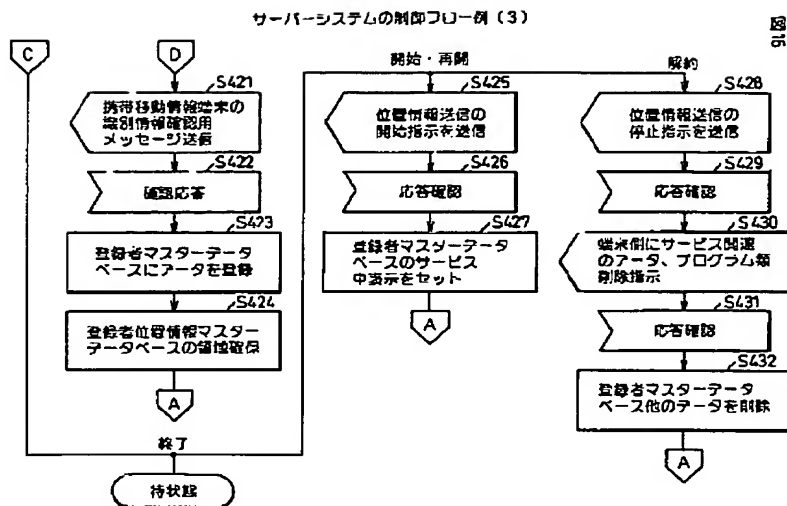 サーバーシステムの制御フロー例（3）
図15
C
D
S421
携帯移動情報端末の
識別情報確認用
メッセージ送信
S422
確認応答
S423
登録者マスターデータ
ベースにデータを登録
S424
登録者位置情報マスター
データベースの領域確保
A
終了
待状態
開始・再開
S425
位置情報送信の
開始指示を送信
S426
応答確認
S427
登録者マスターデータ
ベースのサービス
中表示をセット
A
解約
S428
位置情報送信の
停止指示を送信
S429
応答確認
S430
端末側にサービス関連
のデータ、プログラム類
削除指示
S431
応答確認
S432
登録者マスターデータ
ベース他のデータを削除
A